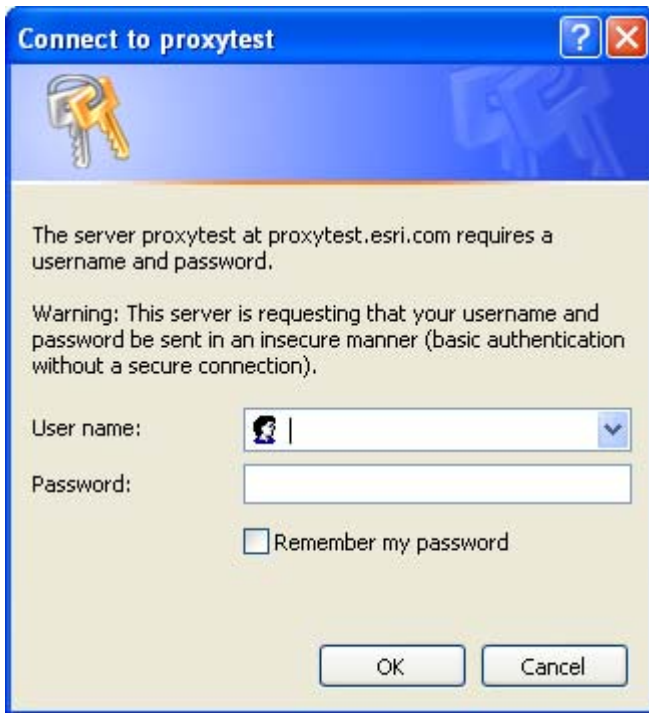 Connect to proxytest
The server proxytest at proxytest.esri.com requires a
username and password.
Warning: This server is requesting that your username and
password be sent in an insecure manner (basic authentication
without a secure connection).
User name:
Password:
Remember my password
OK Cancel